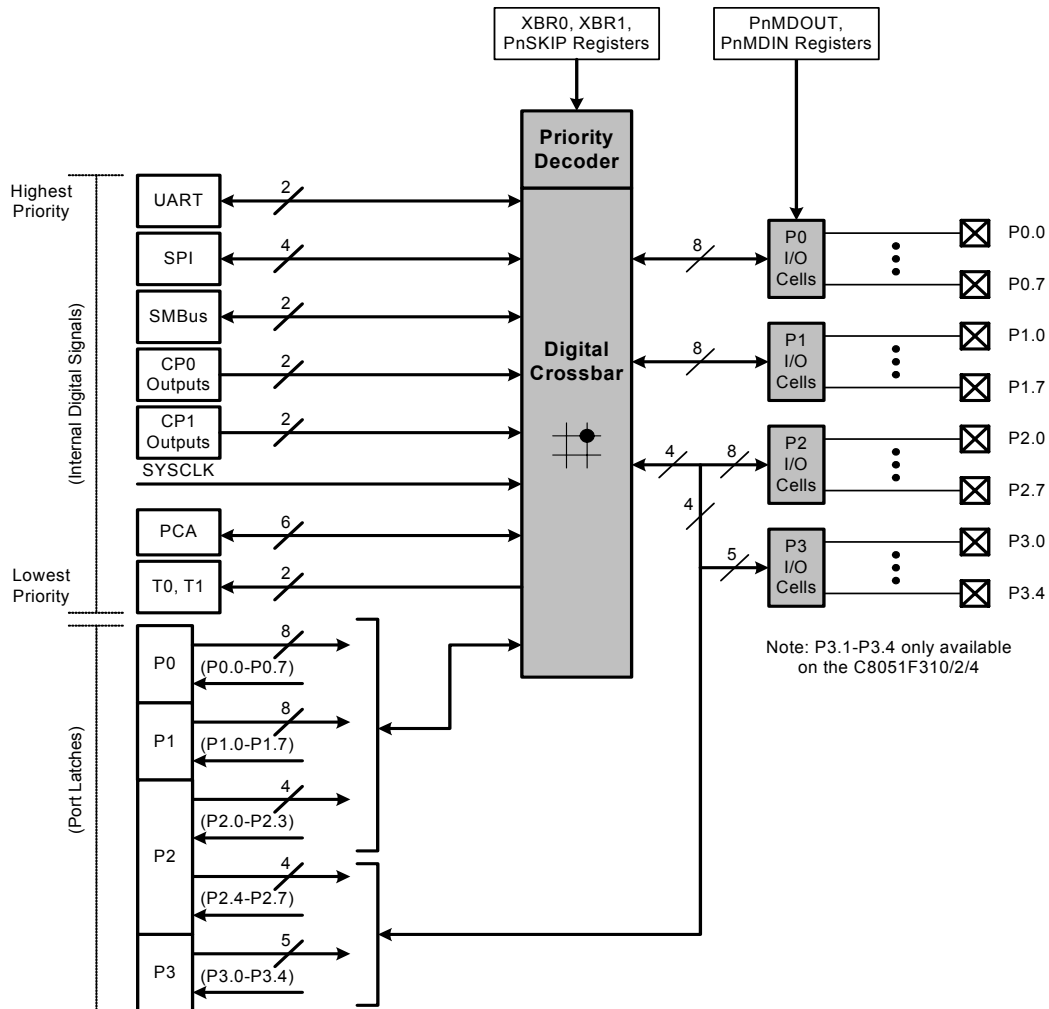 XBR0, XBR1,
PnSKIP Registers
PnMDOUT,
PnMDIN Registers
Priority
Decoder
Highest
Priority
(Internal Digital Signals)
Lowest
Priority
UART
2
SPI
4
SMBus
2
CP0
Outputs
2
CP1
Outputs
2
SYSCLK
PCA
6
T0, T1
2
Digital
Crossbar
8
P0
I/O
Cells
P0.0
P0.7
8
P1
I/O
Cells
P1.0
P1.7
4
8
P2
I/O
Cells
P2.0
P2.7
4
5
P3
I/O
Cells
P3.0
P3.4
Note: P3.1-P3.4 only available
on the C8051F310/2/4
(Port Latches)
P0
8
(P0.0-P0.7)
P1
8
(P1.0-P1.7)
P2
4
(P2.0-P2.3)
4
(P2.4-P2.7)
P3
5
(P3.0-P3.4)